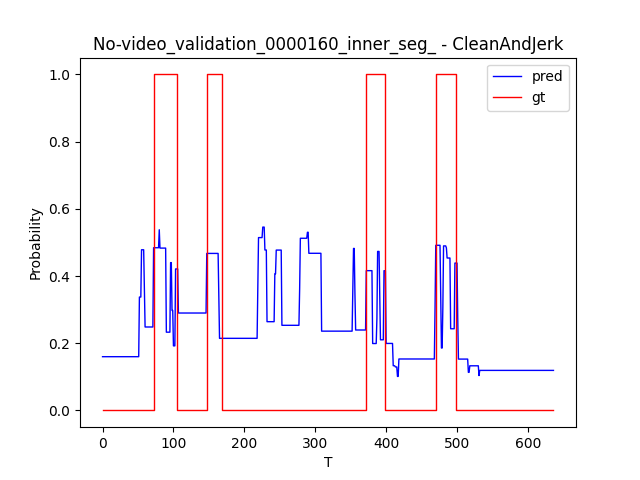 No-video_validation_0000160_inner_seg_ - CleanAndJerk
pred
gt
Probability
1.0
0.8
0.6
0.4
0.2
0.0
0 100 200 300 400 500 600
T